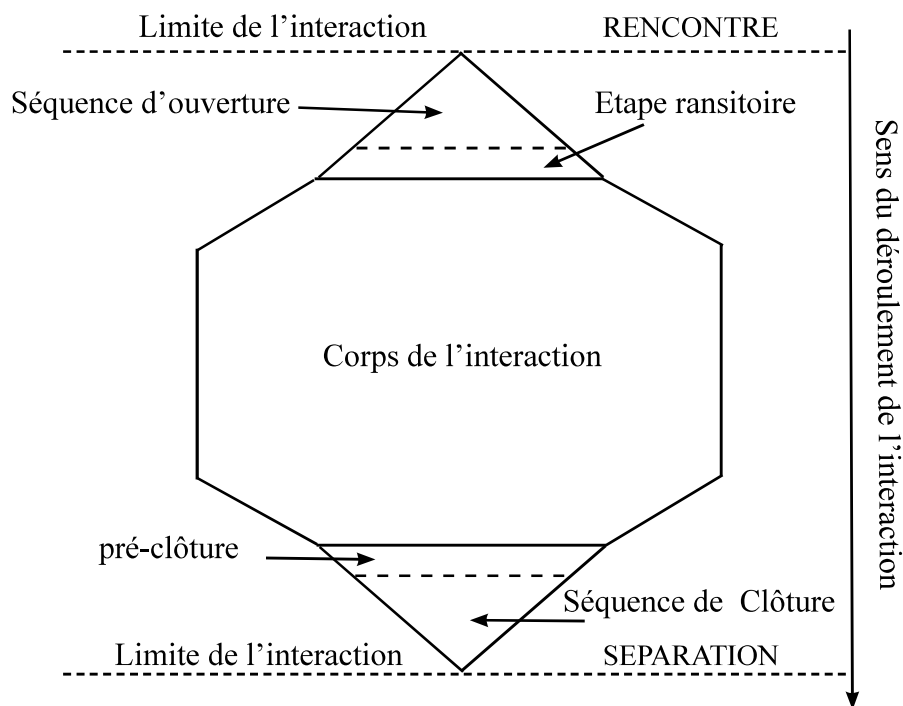 Limite de l’interaction
RENCONTRE
Séquence d’ouverture
Etape ransitoire
Sens du déroulement de l’interaction
Corps de l’interaction
pré-clôture
Séquence de Clôture
Limite de l’interaction
SEPARATION